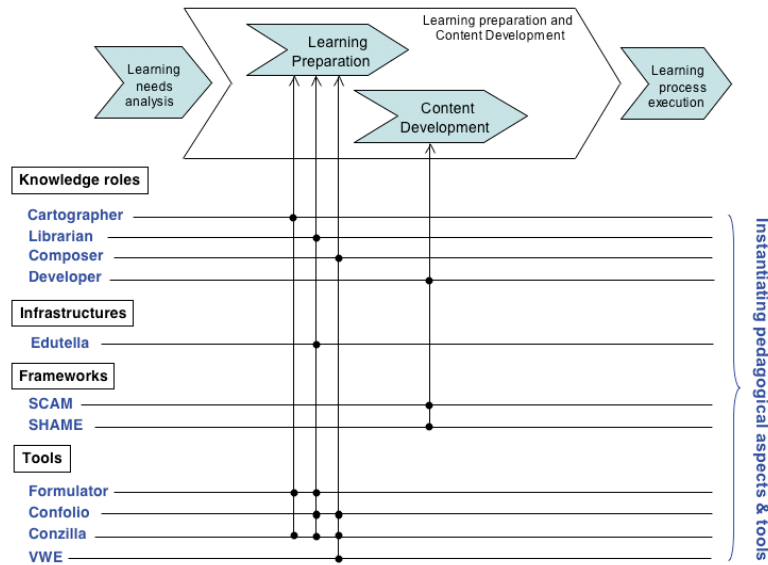 Learning preparation and
Content Development
Learning
needs
analysis
Learning
Preparation
Content
Development
Learning
process
execution
Knowledge roles
Cartographer
Librarian
Composer
Developer
Infrastructures
Edutella
Frameworks
SCAM
SHAME
Tools
Formulator
Confolio
Conzilla
VWE
Instantiating pedagogical aspects & tools